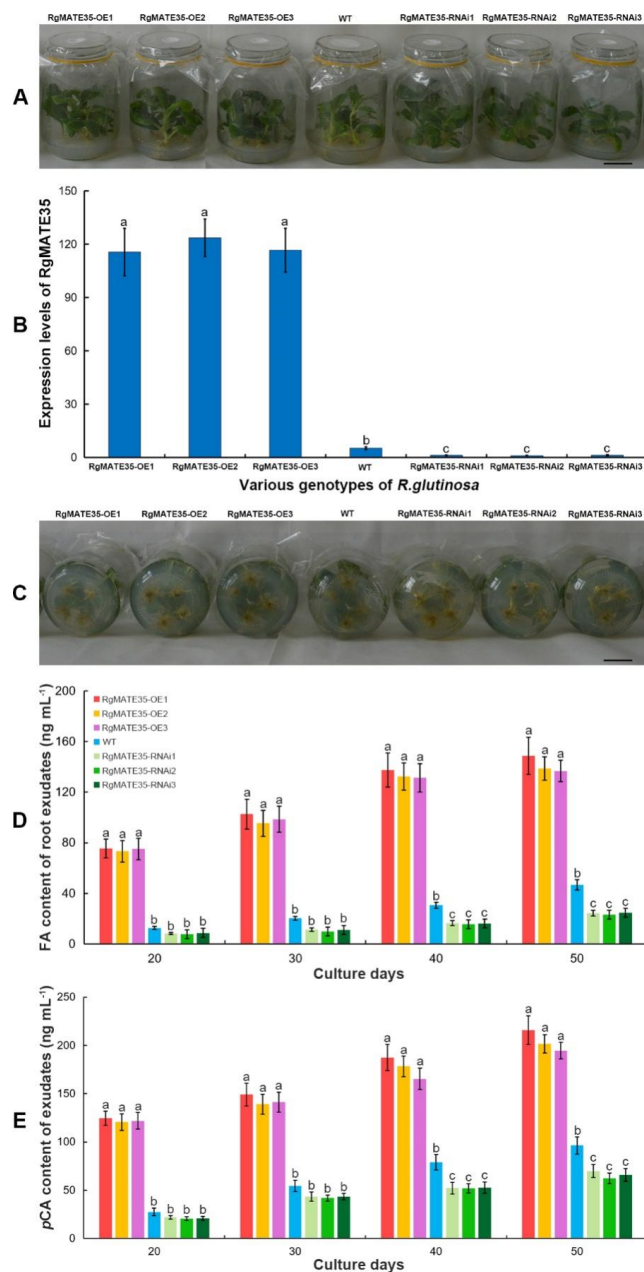 RgMATE35-OE1 RgMATE35-OE2 RgMATE35-OE3 WT RgMATE35-RNAi1 RgMATE35-RNAi2 RgMATE35-RNAi3
A
150
120
90
60
30
0
Expression levels of RgMATE35
B
a a a b c c c
RgMATE35-OE1 RgMATE35-OE2 RgMATE35-OE3 WT RgMATE35-RNAi1 RgMATE35-RNAi2 RgMATE35-RNAi3
Various genotypes of R.glutinosa
RgMATE35-OE1 RgMATE35-OE2 RgMATE35-OE3 WT RgMATE35-RNAi1 RgMATE35-RNAi2 RgMATE35-RNAi3
C
200
160
120
80
40
0
FA content of root exudates (ng mL-1)
D
RgMATE35-OE1
RgMATE35-OE2
RgMATE35-OE3
WT
RgMATE35-RNAi1
RgMATE35-RNAi2
RgMATE35-RNAi3
a a a b b b b
a a a b b b b
a a a b c c c
a a a b c c c
20 30 40 50
Culture days
250
200
150
100
50
0
pCA content of exudates (ng mL-1)
E
a a a b b b b
a a a b b b b
a a a b c c c
a a a b c c c
20 30 40 50
Culture days